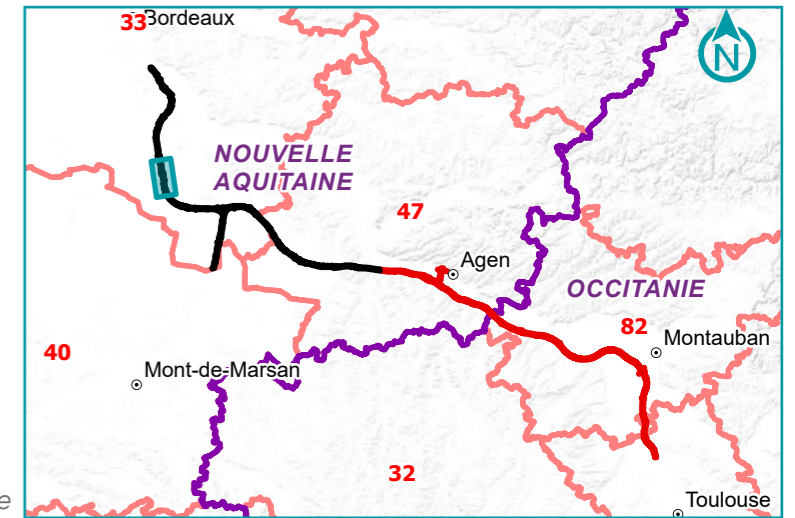 33 Bordeaux
N
NOUVELLE
AQUITAINE
47
Agen
OCCITANIE
82
Montauban
40
Mont-de-Marsan
32
Toulouse
e